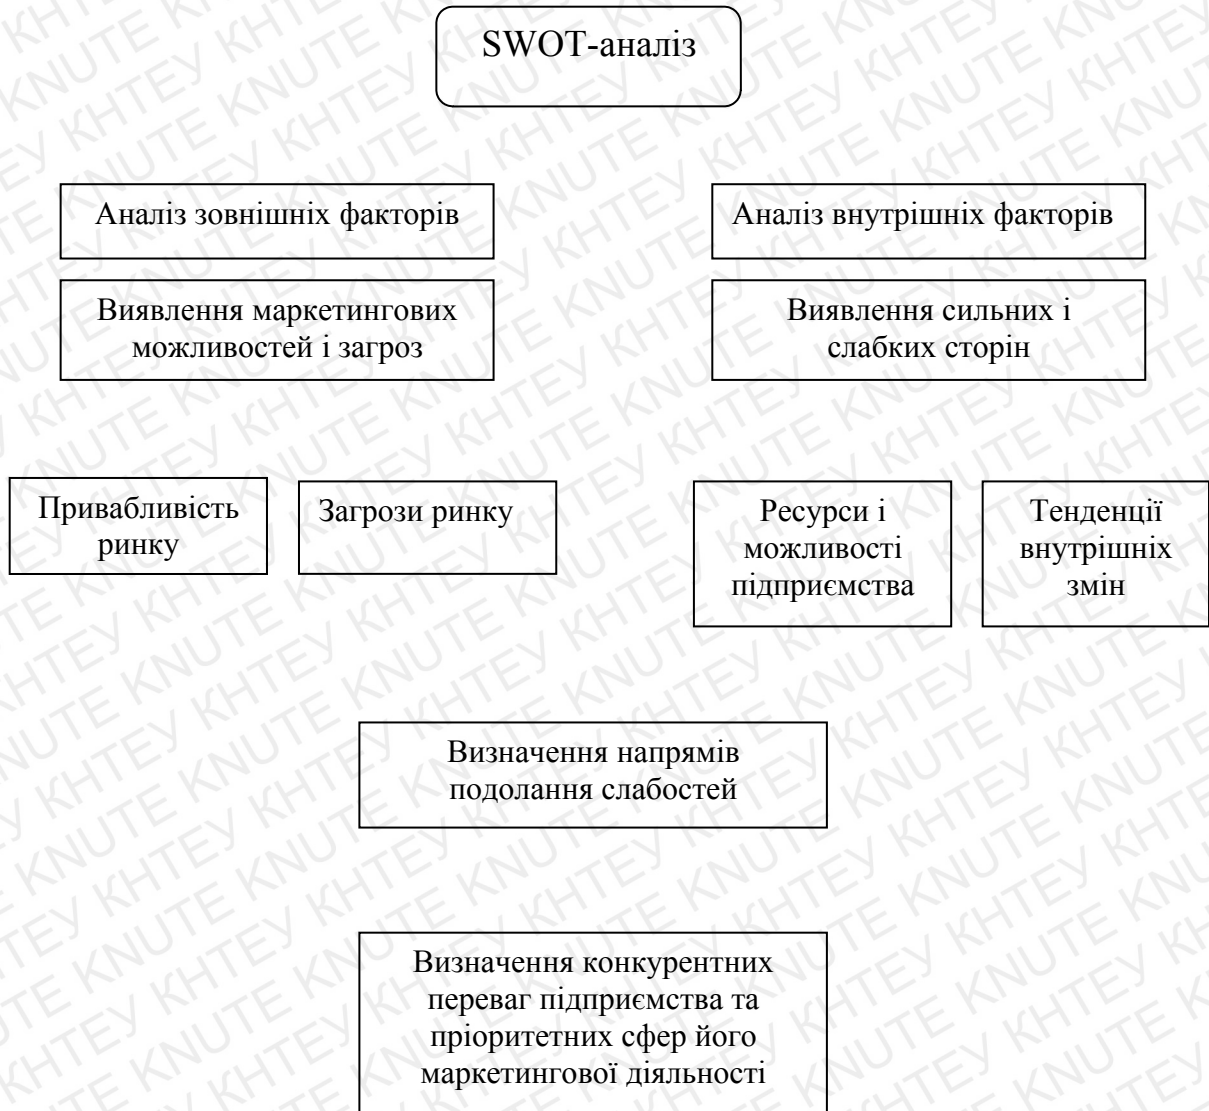 SWOT-аналіз
Аналіз зовнішніх факторів
Аналіз внутрішніх факторів
Виявлення маркетингових
можливостей і загроз
Виявлення сильних і
слабких сторін
Привабливість
ринку
Загрози ринку
Ресурси і
можливості
підприємства
Тенденції
внутрішніх
змін
Визначення напрямів
подолання слабостей
Визначення конкурентних
переваг підприємства та
пріоритетних сфер його
маркетингової діяльності